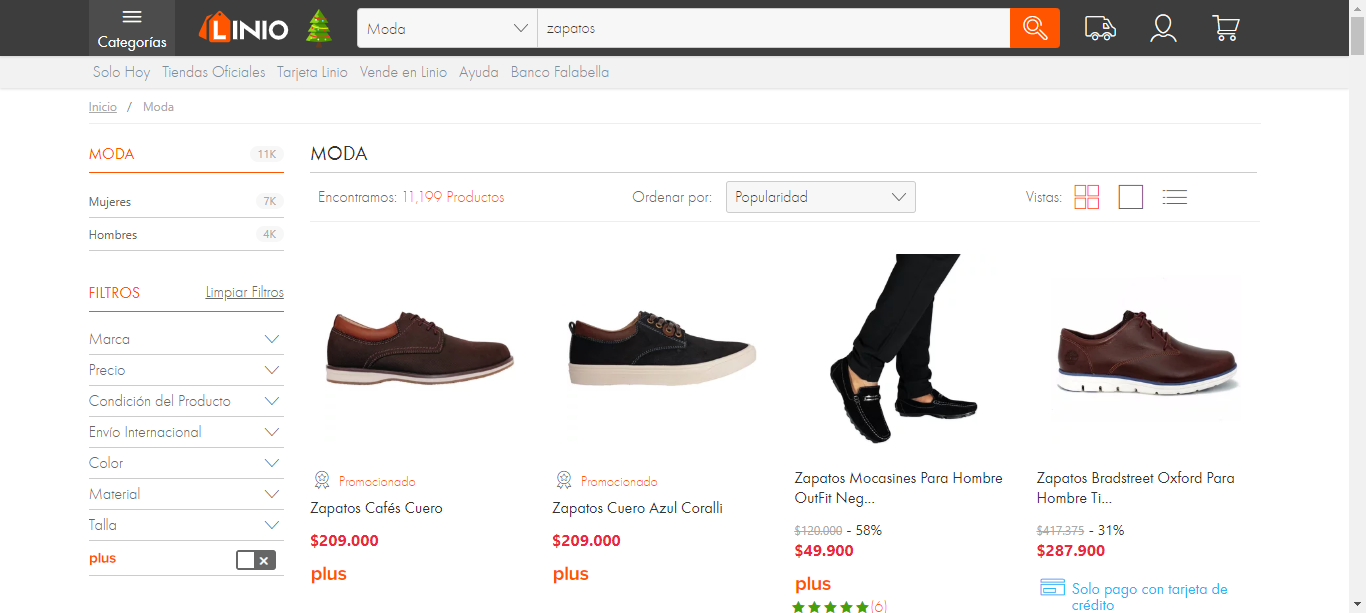 Categorías
LINIO
Moda
zapatos
Solo Hoy Tiendas Oficiales Tarjeta Linio Vende en Linio Ayuda Banco Falabella
Inicio / Moda
MODA 11K
Mujeres 7K
Hombres 4K
FILTROS Limpiar Filtros
Marca
Precio
Condición del Producto
Envío Internacional
Color
Material
Talla
plus
MODA
Encontramos: 11,199 Productos Ordenar por: Popularidad Vistas:
Promocionado
Zapatos Cafés Cuero
$209.000
plus
Promocionado
Zapatos Cuero Azul Coralli
$209.000
plus
Zapatos Mocasines Para Hombre
OutFit Neg...
$120.000 - 58%
$49.900
plus
(6)
Zapatos Bradstreet Oxford Para
Hombre Ti...
$417.375 - 31%
$287.900
Solo pago con tarjeta de
crédito